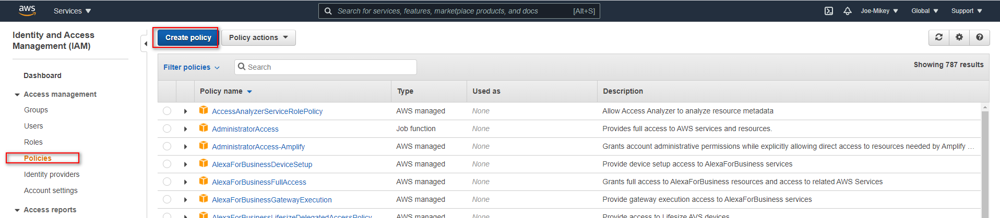 aws Services Search for services, features, marketplace products, and docs [Alt+S] Joe-Mikey Global Support
Identity and Access
Management (IAM)
Dashboard
Access management
Groups
Users
Roles
Policies
Identity providers
Account settings
Access reports
Create policy Policy actions
Filter policies Search Showing 787 results
Policy name Type Used as Description
AccessAnalyzerServiceRolePolicy AWS managed None Allow Access Analyzer to analyze resource metadata
AdministratorAccess Job function None Provides full access to AWS services and resources.
AdministratorAccess-Amplify AWS managed None Grants account administrative permissions while explicitly allowing direct access to resources needed by Amplify ...
AlexaForBusinessDeviceSetup AWS managed None Provide device setup access to AlexaForBusiness services
AlexaForBusinessFullAccess AWS managed None Grants full access to AlexaForBusiness resources and access to related AWS Services
AlexaForBusinessGatewayExecution AWS managed None Provide gateway execution access to AlexaForBusiness services
AlexaForBusinessLifesizeDelegatedAccessPolicy AWS managed None Provide access to Lifesize AVS devices